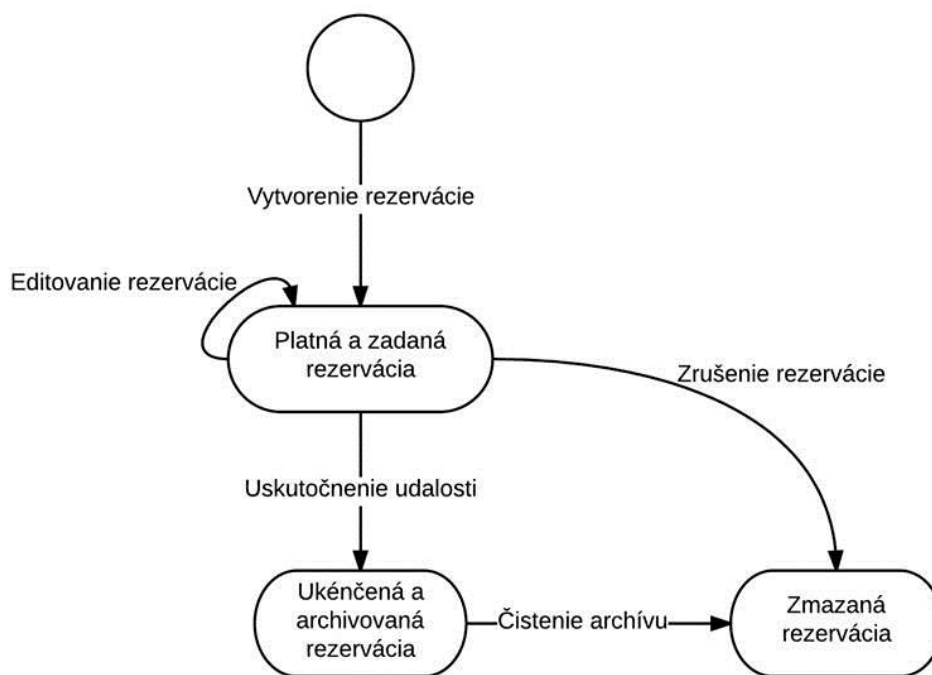 Vytvorenie rezervácie
Editovanie rezervácie
Platná a zadaná
rezervácia
Zrušenie rezervácie
Uskutočnenie udalosti
Ukénčená a
archivovaná
rezervácia
Čistenie archívu
Zmazaná
rezervácia